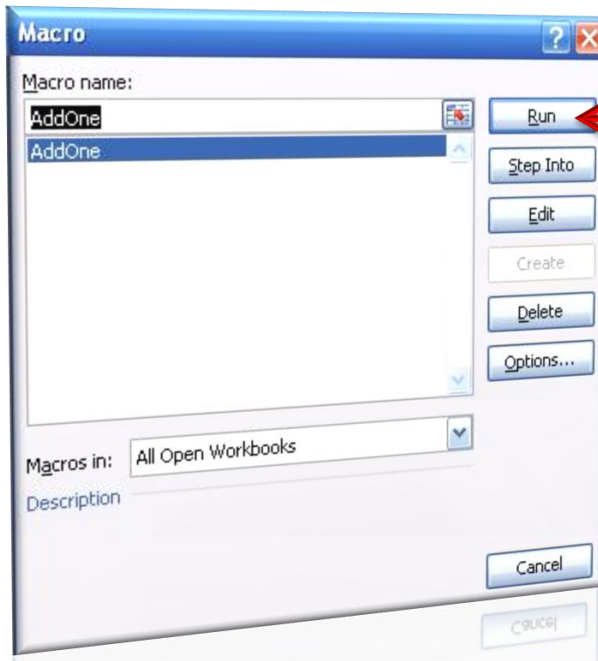 Macro
?
Macro name:
AddOne
AddOne
Run
Step Into
Edit
Create
Delete
Options...
Macros in:
All Open Workbooks
Description
Cancel
Cancel